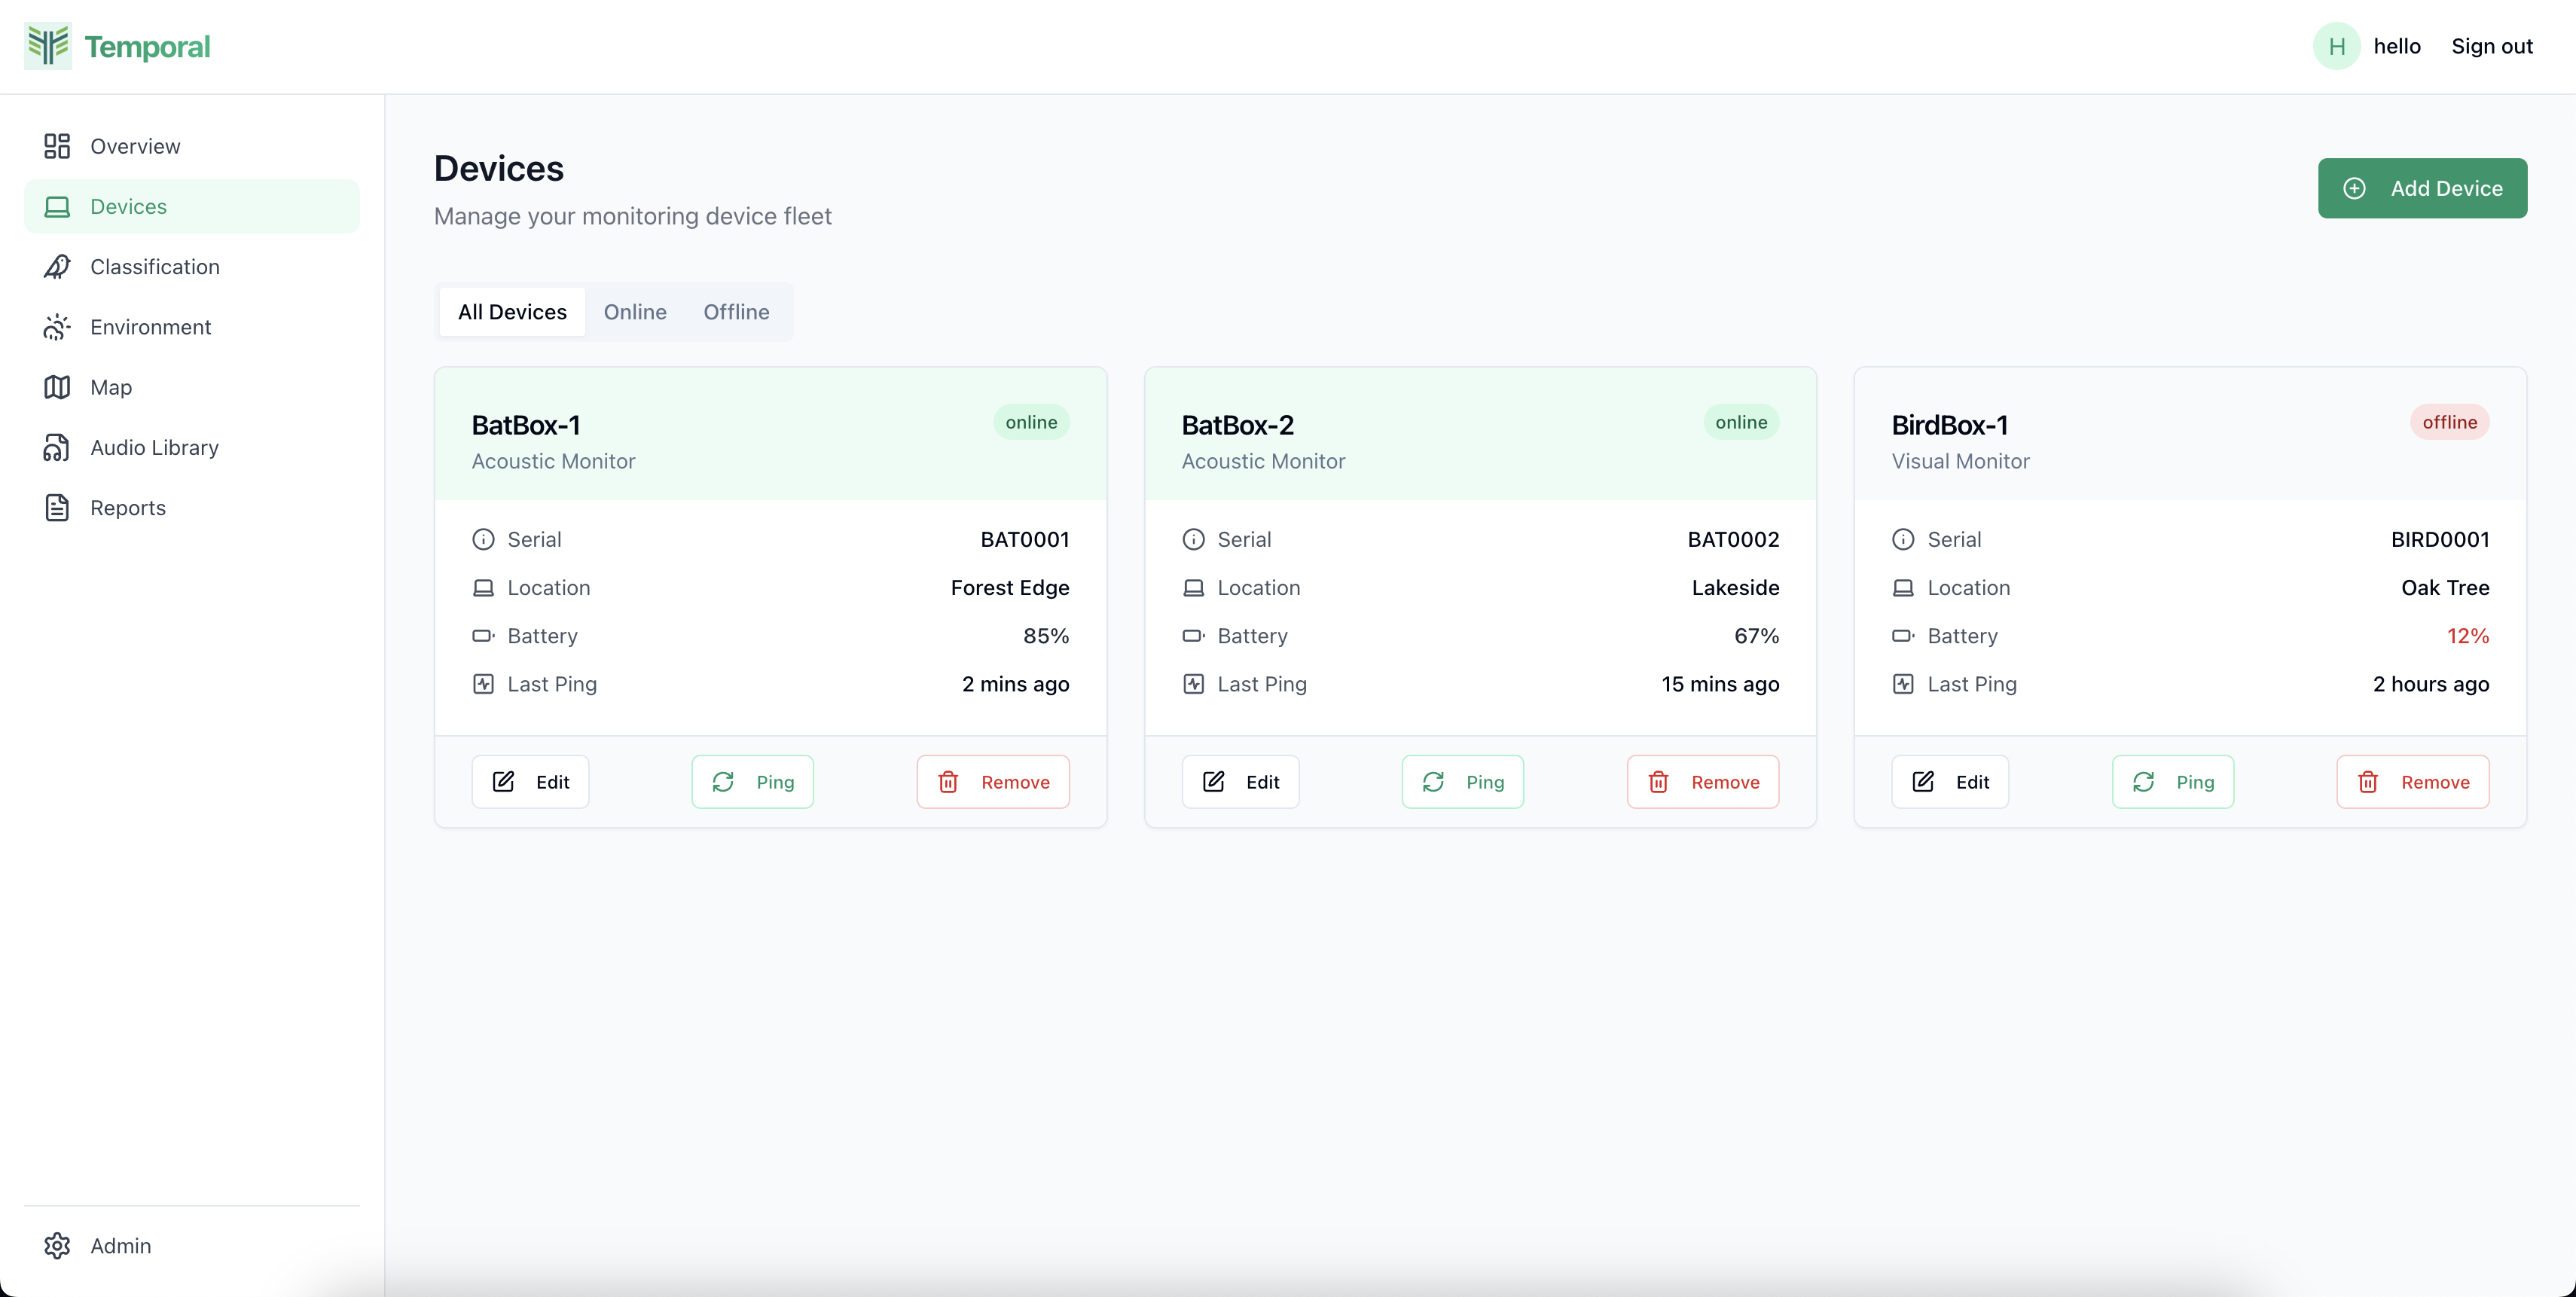 Temporal
H hello Sign out
Overview
Devices
Classification
Environment
Map
Audio Library
Reports
Admin
Devices
Manage your monitoring device fleet
Add Device
All Devices Online Offline
BatBox-1 online
Acoustic Monitor
Serial BAT0001
Location Forest Edge
Battery 85%
Last Ping 2 mins ago
Edit Ping Remove
BatBox-2 online
Acoustic Monitor
Serial BAT0002
Location Lakeside
Battery 67%
Last Ping 15 mins ago
Edit Ping Remove
BirdBox-1 offline
Visual Monitor
Serial BIRD0001
Location Oak Tree
Battery 12%
Last Ping 2 hours ago
Edit Ping Remove